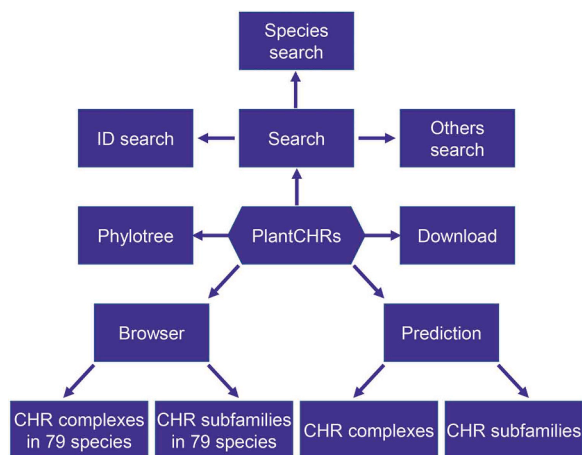 Species
search
ID search
Search
Others
search
Phylotree
PlantCHRs
Download
Browser
Prediction
CHR complexes
in 79 species
CHR subfamilies
in 79 species
CHR complexes
CHR subfamilies